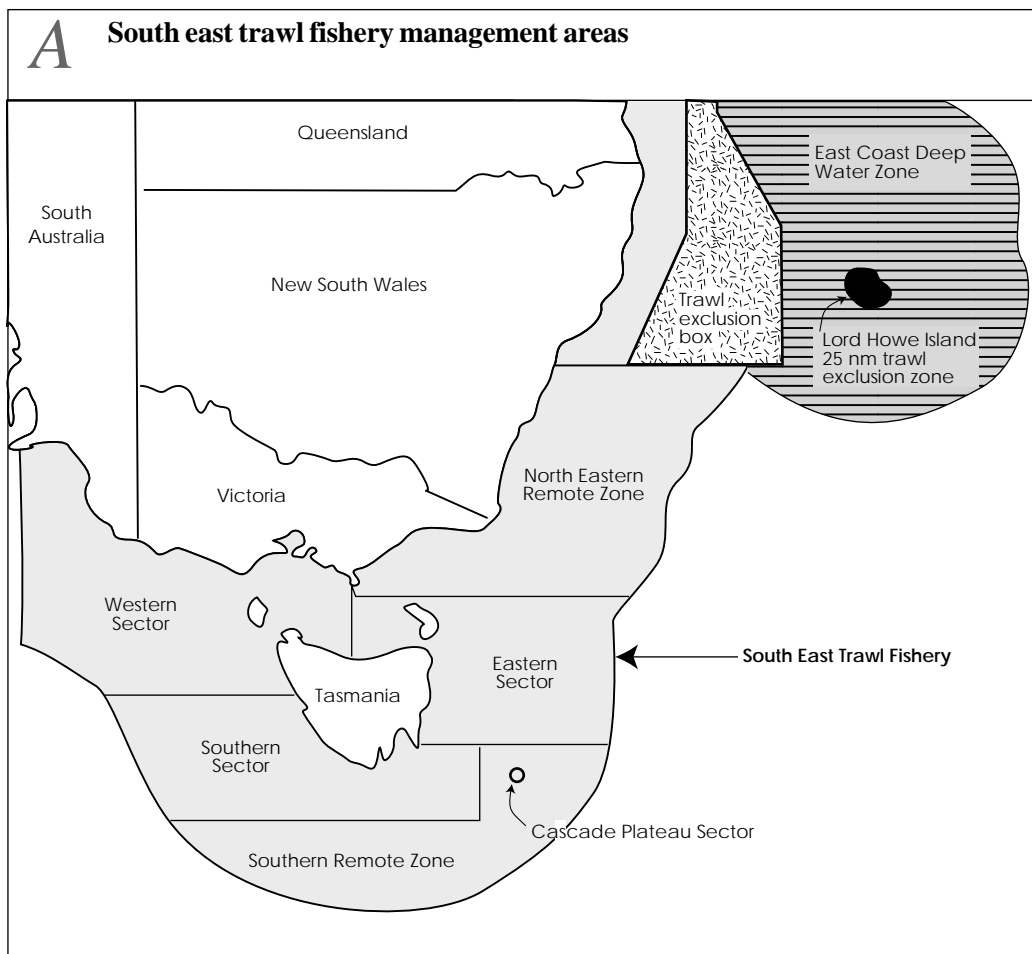 A
South east trawl fishery management areas
Queensland
East Coast Deep
Water Zone
South
Australia
New South Wales
Trawl
exclusion
box
Lord Howe Island
25 nm trawl
exclusion zone
North Eastern
Remote Zone
Victoria
Western
Sector
Eastern
Sector
South East Trawl Fishery
Tasmania
Southern
Sector
Cascade Plateau Sector
Southern Remote Zone